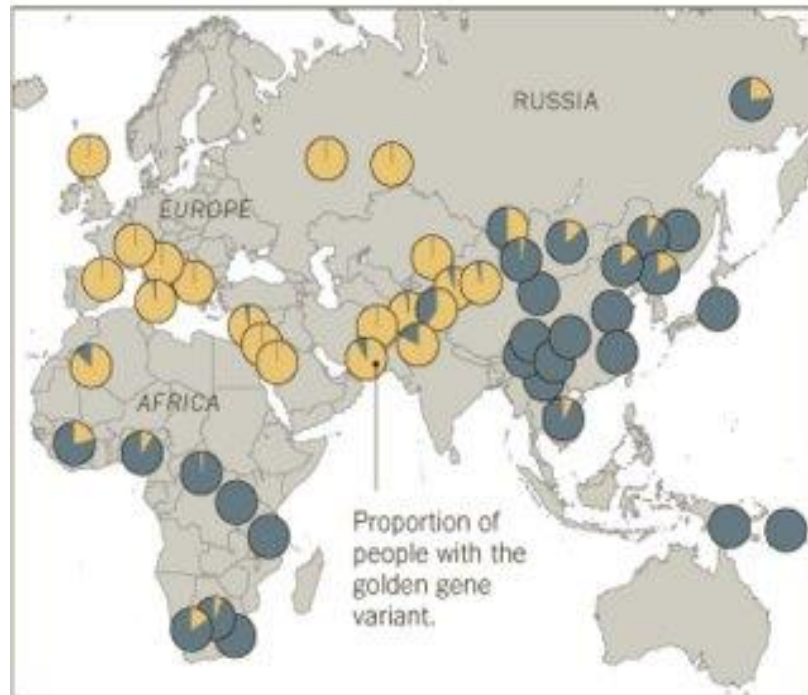 RUSSIA
EUROPE
AFRICA
Proportion of
people with the
golden gene
variant.